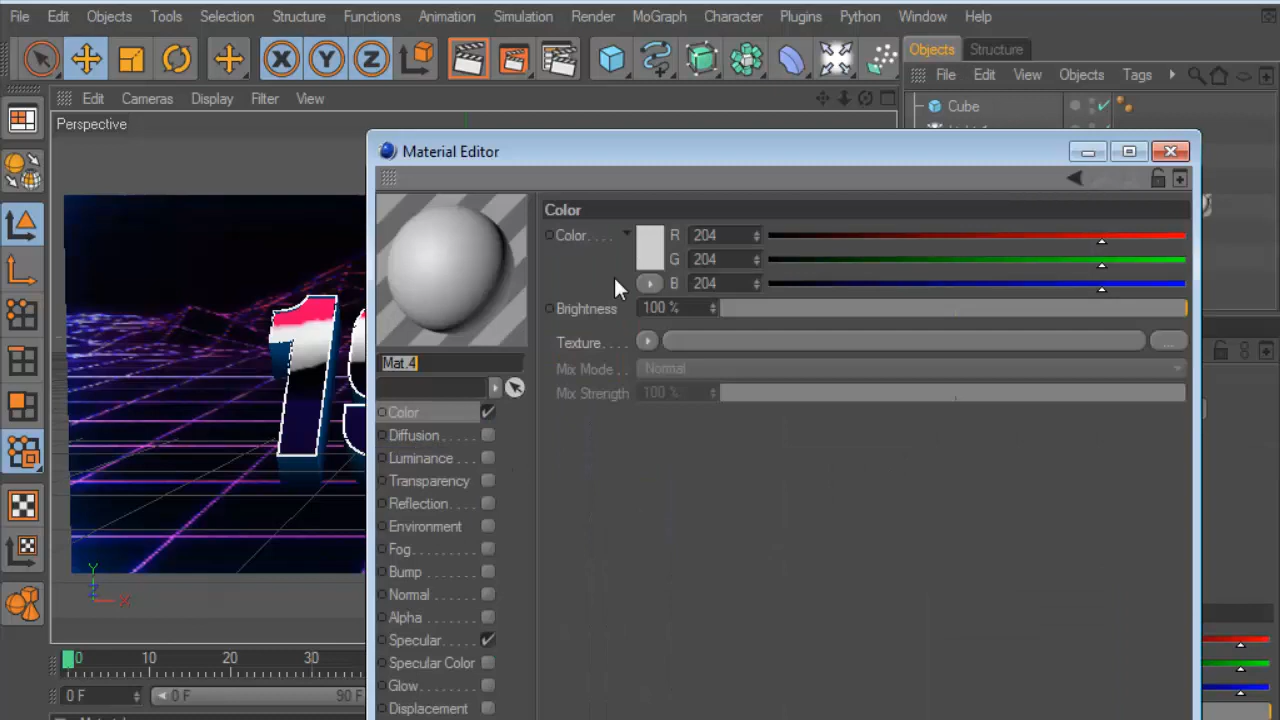 File Edit Objects Tools Selection Structure Functions Animation Simulation Render MoGraph Character Plugins Python Window Help
X Y Z
Objects Structure
File Edit View Objects Tags
Edit Cameras Display Filter View
Perspective
Cube
Material Editor
Color
Color. . . .
R 204
G 204
B 204
Brightness 100 %
Texture. . . . .
...
Mix Mode . . Normal
Mix Strength 100 %
Mat.4
Color
Diffusion . . . . .
Luminance . . .
Transparency
Reflection. . . .
Environment
Fog. . . . . . . . .
Bump . . . . . . .
Normal . . . . . .
Alpha . . . . . . .
Specular. . . . .
Specular Color
Glow. . . . . . . .
Displacement
19
Y
Z
X
0 10 20 30
0 F 0 F 90 F